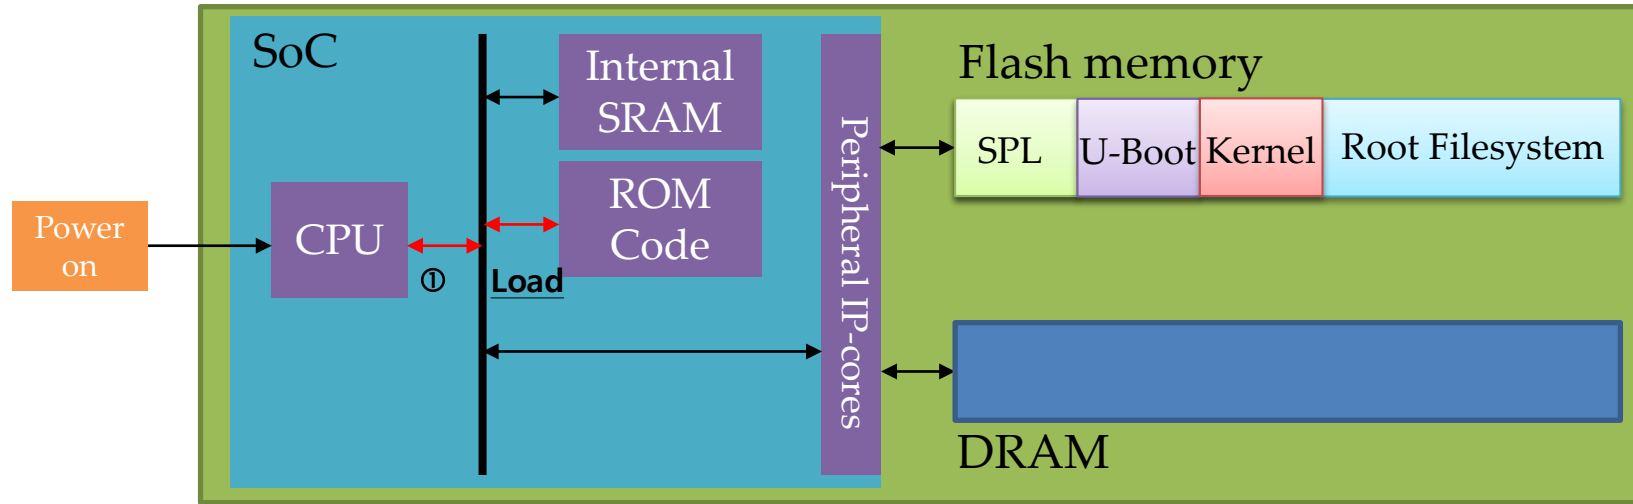 SoC
Internal
SRAM
ROM
Code
CPU
Power
on
①
Load
Peripheral IP-cores
Flash memory
SPL
U-Boot
Kernel
Root Filesystem
DRAM